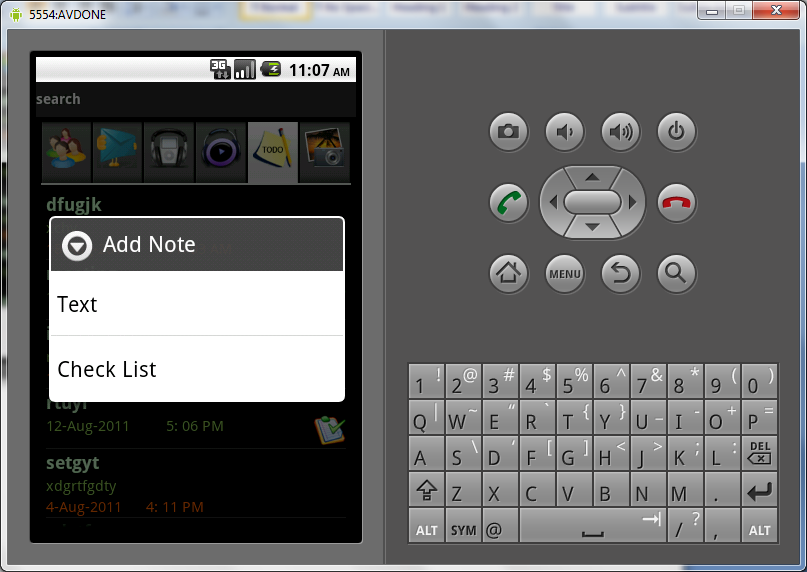 5554:AVDONE
3G 11:07 AM
search
TODO
dfugjk
Add Note
Text
Check List
12-Aug-2011 5: 06 PM
setgyt
xdgrtfgdty
4-Aug-2011 4: 11 PM
MENU
1 ! 2 @ 3 # 4 $ 5 % 6 ^ 7 & 8 * 9 ( 0 )
Q | W ~ E “ R ` T { Y } U _ I - O + P =
A S \ D ‘ F [ G ] H < J > K ; L : DEL
Z X C V B N M .
ALT SYM @ / ? , ALT